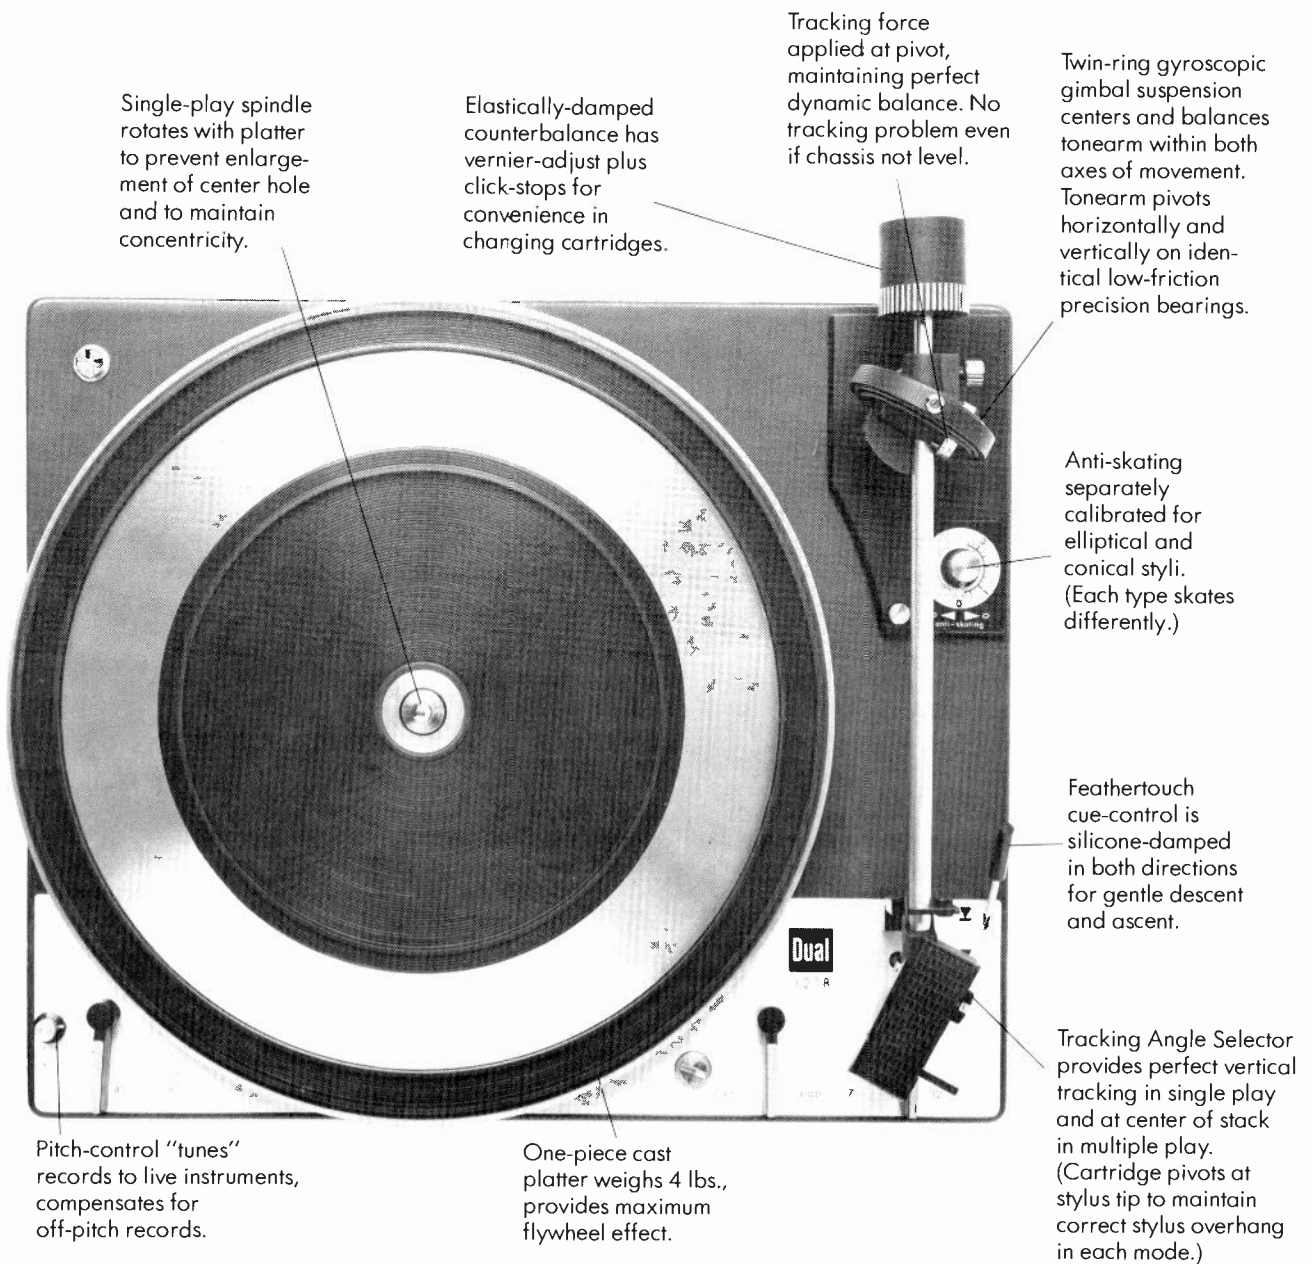 Tracking force
applied at pivot,
maintaining perfect
dynamic balance. No
tracking problem even
if chassis not level.
Twin-ring gyroscopic
gimbal suspension
centers and balances
tonearm within both
axes of movement.
Tonearm pivots
horizontally and
vertically on iden-
tical low-friction
precision bearings.
Single-play spindle
rotates with platter
to prevent enlarge-
ment of center hole
and to maintain
concentricity.
Elastically-damped
counterbalance has
vernier-adjust plus
click-stops for
convenience in
changing cartridges.
Anti-skating
separately
calibrated for
elliptical and
conical styli.
(Each type skates
differently.)
0
anti-skating
Feathertouch
cue-control is
silicone-damped
in both directions
for gentle descent
and ascent.
Dual
7
12
Tracking Angle Selector
provides perfect vertical
tracking in single play
and at center of stack
in multiple play.
(Cartridge pivots at
stylus tip to maintain
correct stylus overhang
in each mode.)
Pitch-control "tunes"
records to live instruments,
compensates for
off-pitch records.
One-piece cast
platter weighs 4 lbs.,
provides maximum
flywheel effect.